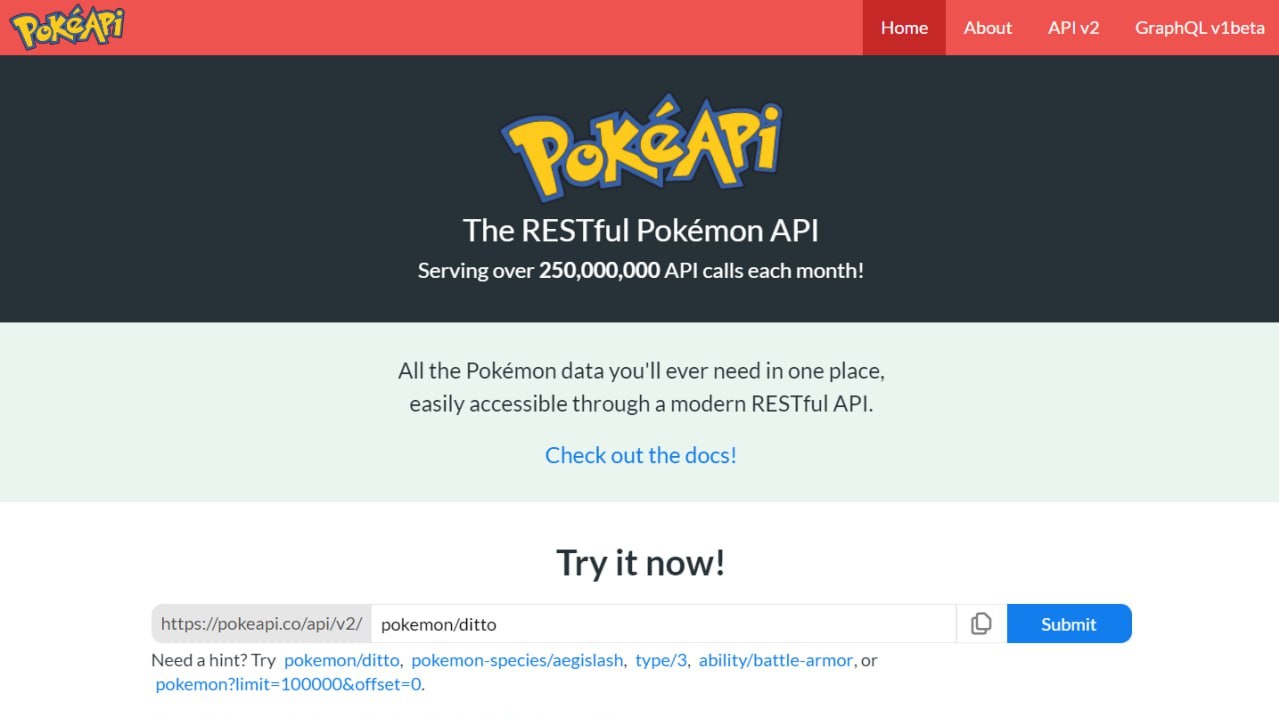 PokéAPi
Home About API v2 GraphQL v1beta
PokéAPi
The RESTful Pokémon API
Serving over 250,000,000 API calls each month!
All the Pokémon data you'll ever need in one place,
easily accessible through a modern RESTful API.
Check out the docs!
Try it now!
https://pokeapi.co/api/v2/ pokemon/ditto Submit
Need a hint? Try pokemon/ditto, pokemon-species/aegislash, type/3, ability/battle-armor, or
pokemon?limit=100000&offset=0.